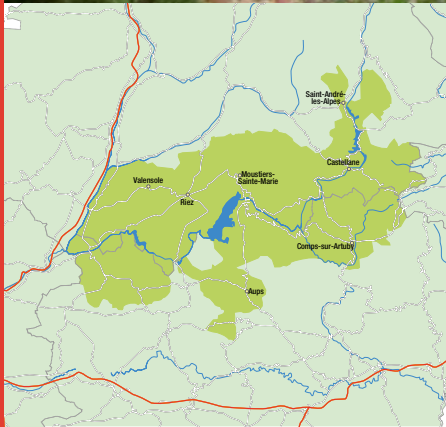 Saint-André-
les-Alpes
Castellane
Moustiers-
Sainte-Marie
Valensole
Riez
Comps-sur-Artuby
Aups